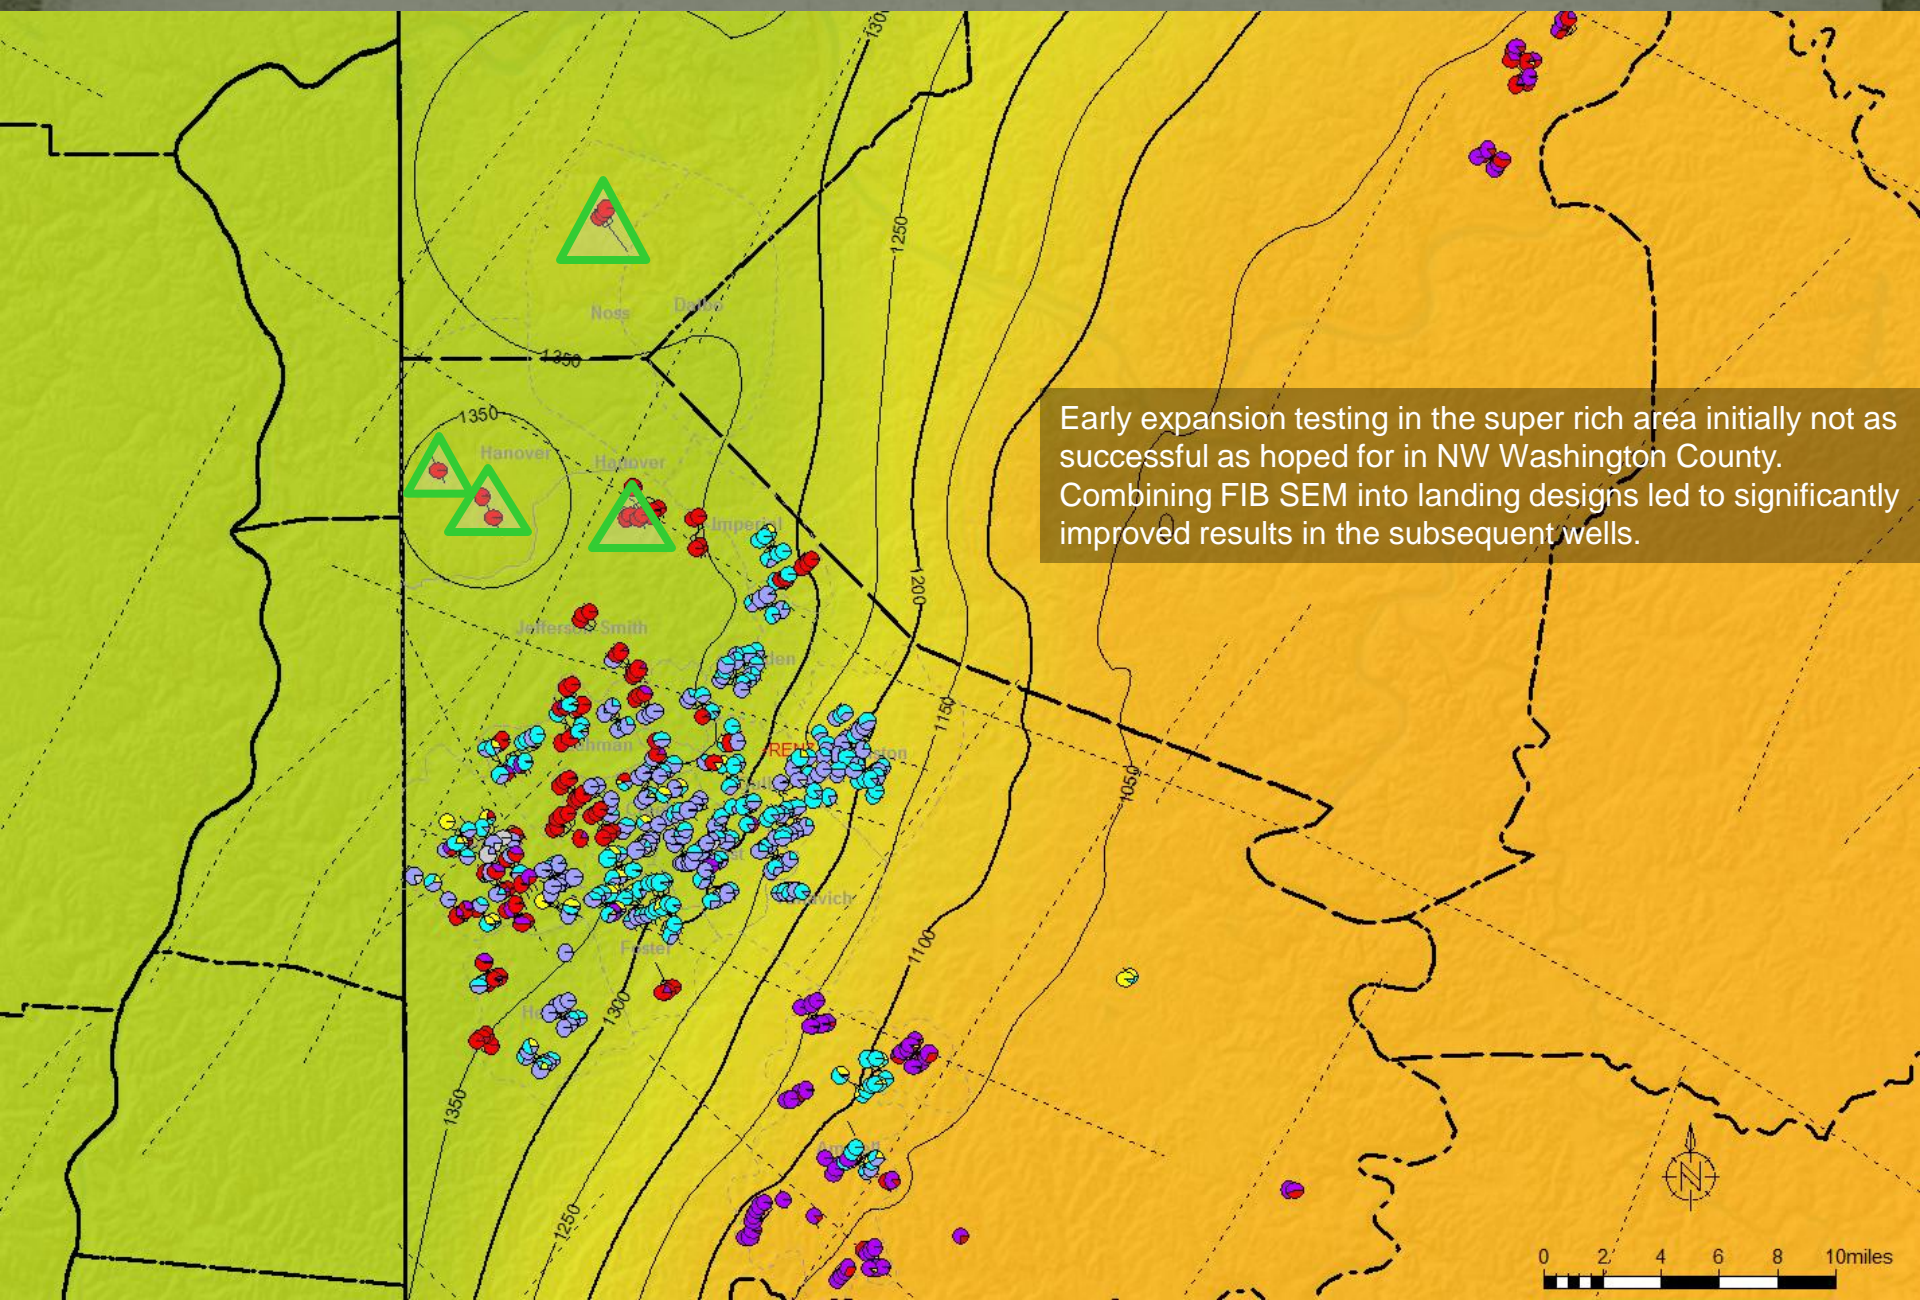 1300
1250
Noss
Dalbo
1350
1350
Hanover
Hanover
Early expansion testing in the super rich area initially not as
successful as hoped for in NW Washington County.
Combining FIB SEM into landing designs led to significantly
improved results in the subsequent wells.
Imperial
1200
Jefferson-Smith
1150
RENZ
1050
Foster
1100
1300
1350
1250
N
0 2 4 6 8 10miles